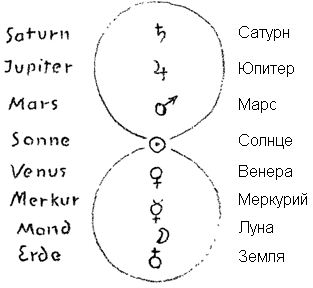 Saturn ♄ Сатурн
Jupiter ♃ Юпитер
Mars ♂ Марс
Sonne ☉ Солнце
Venus ♀ Венера
Merkur ☿ Меркурий
Mond ☽ Луна
Erde ♁ Земля